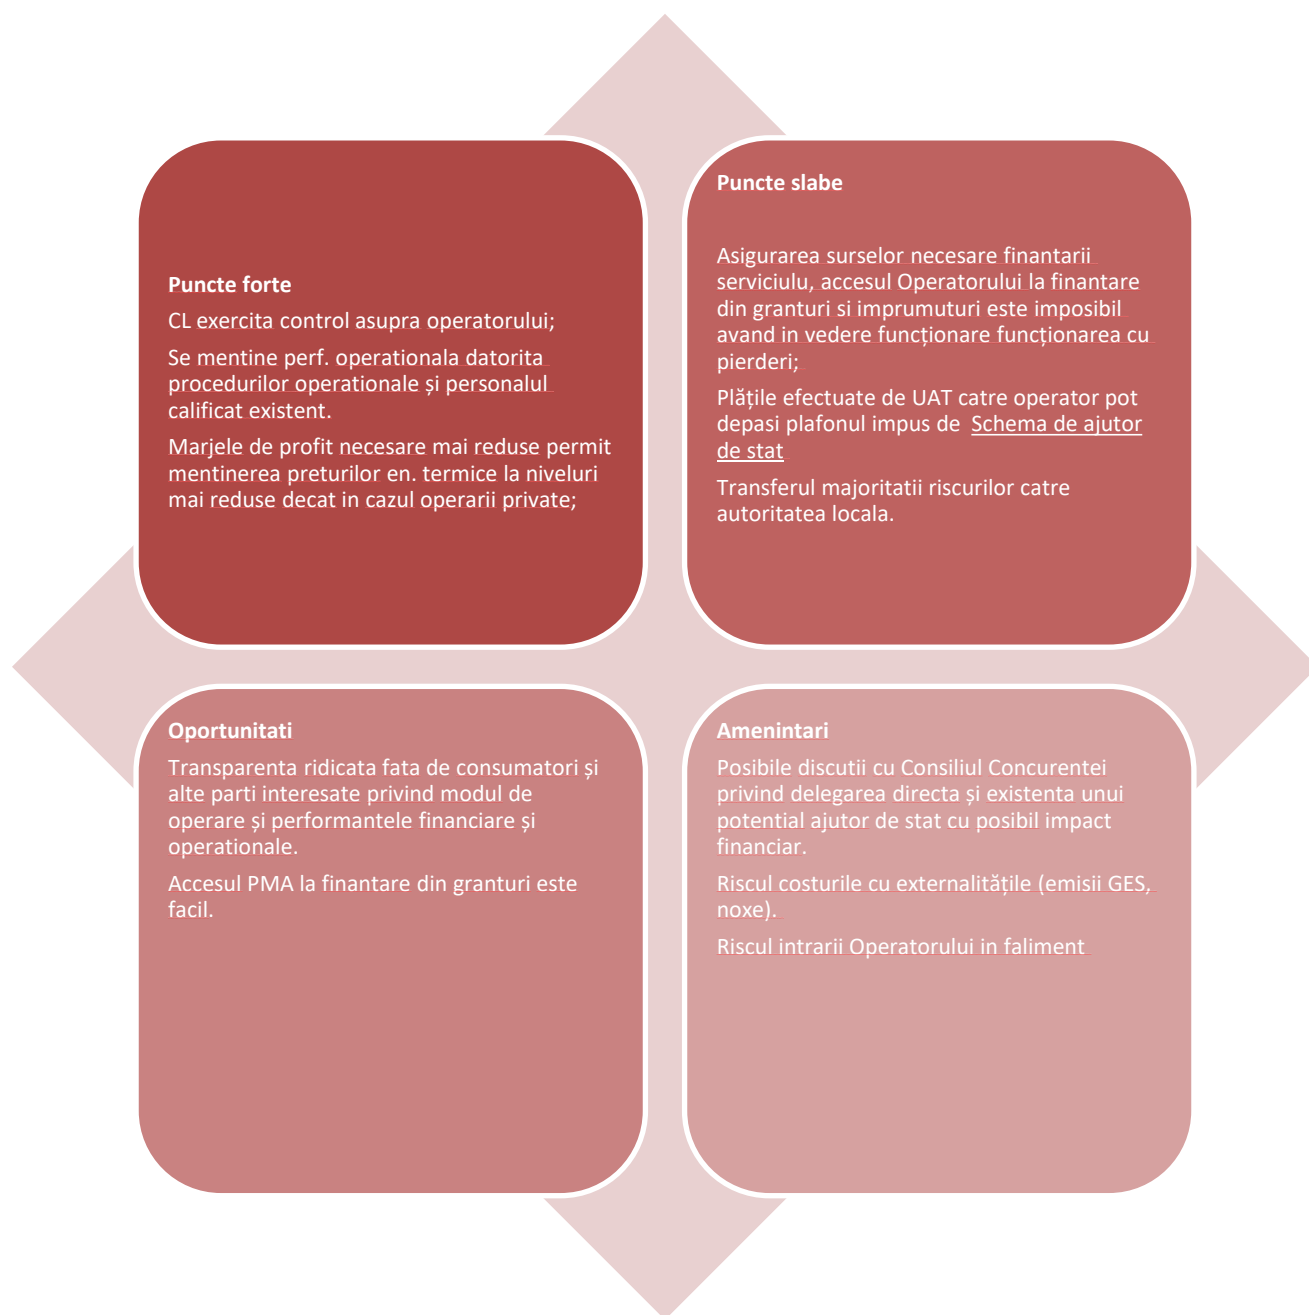 Puncte forte
CL exercita control asupra operatorului;
Se mentine perf. operationala datorita
procedurilor operationale și personalul
calificat existent.
Marjele de profit necesare mai reduse permit
mentinerea preturilor en. termice la niveluri
mai reduse decat in cazul operarii private;
Puncte slabe
Asigurarea surselor necesare finantarii
serviciulu, accesul Operatorului la finantare
din granturi si imprumuturi este imposibil
avand in vedere funcționare funcționarea cu
pierderi;
Plățile efectuate de UAT catre operator pot
depasi plafonul impus de Schema de ajutor
de stat
Transferul majoritatii riscurilor catre
autoritatea locala.
Oportunitati
Transparenta ridicata fata de consumatori și
alte parti interesate privind modul de
operare și performantele financiare și
operationale.
Accesul PMA la finantare din granturi este
facil.
Amenintari
Posibile discutii cu Consiliul Concurentei
privind delegarea directa și existenta unui
potential ajutor de stat cu posibil impact
financiar.
Riscul costurile cu externalitățile (emisii GES,
noxe).
Riscul intrarii Operatorului in faliment